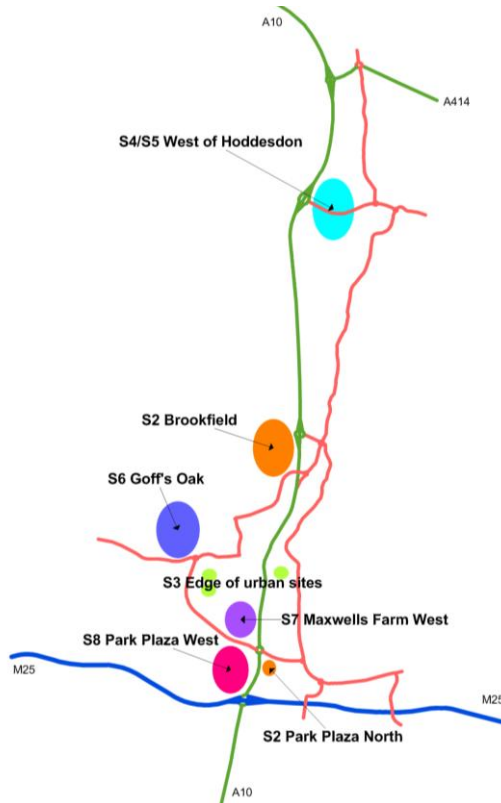 A10
A414
S4/S5 West of Hoddesdon
S2 Brookfield
S6 Goff's Oak
S3 Edge of urban sites
S7 Maxwells Farm West
S8 Park Plaza West
M25
M25
S2 Park Plaza North
A10